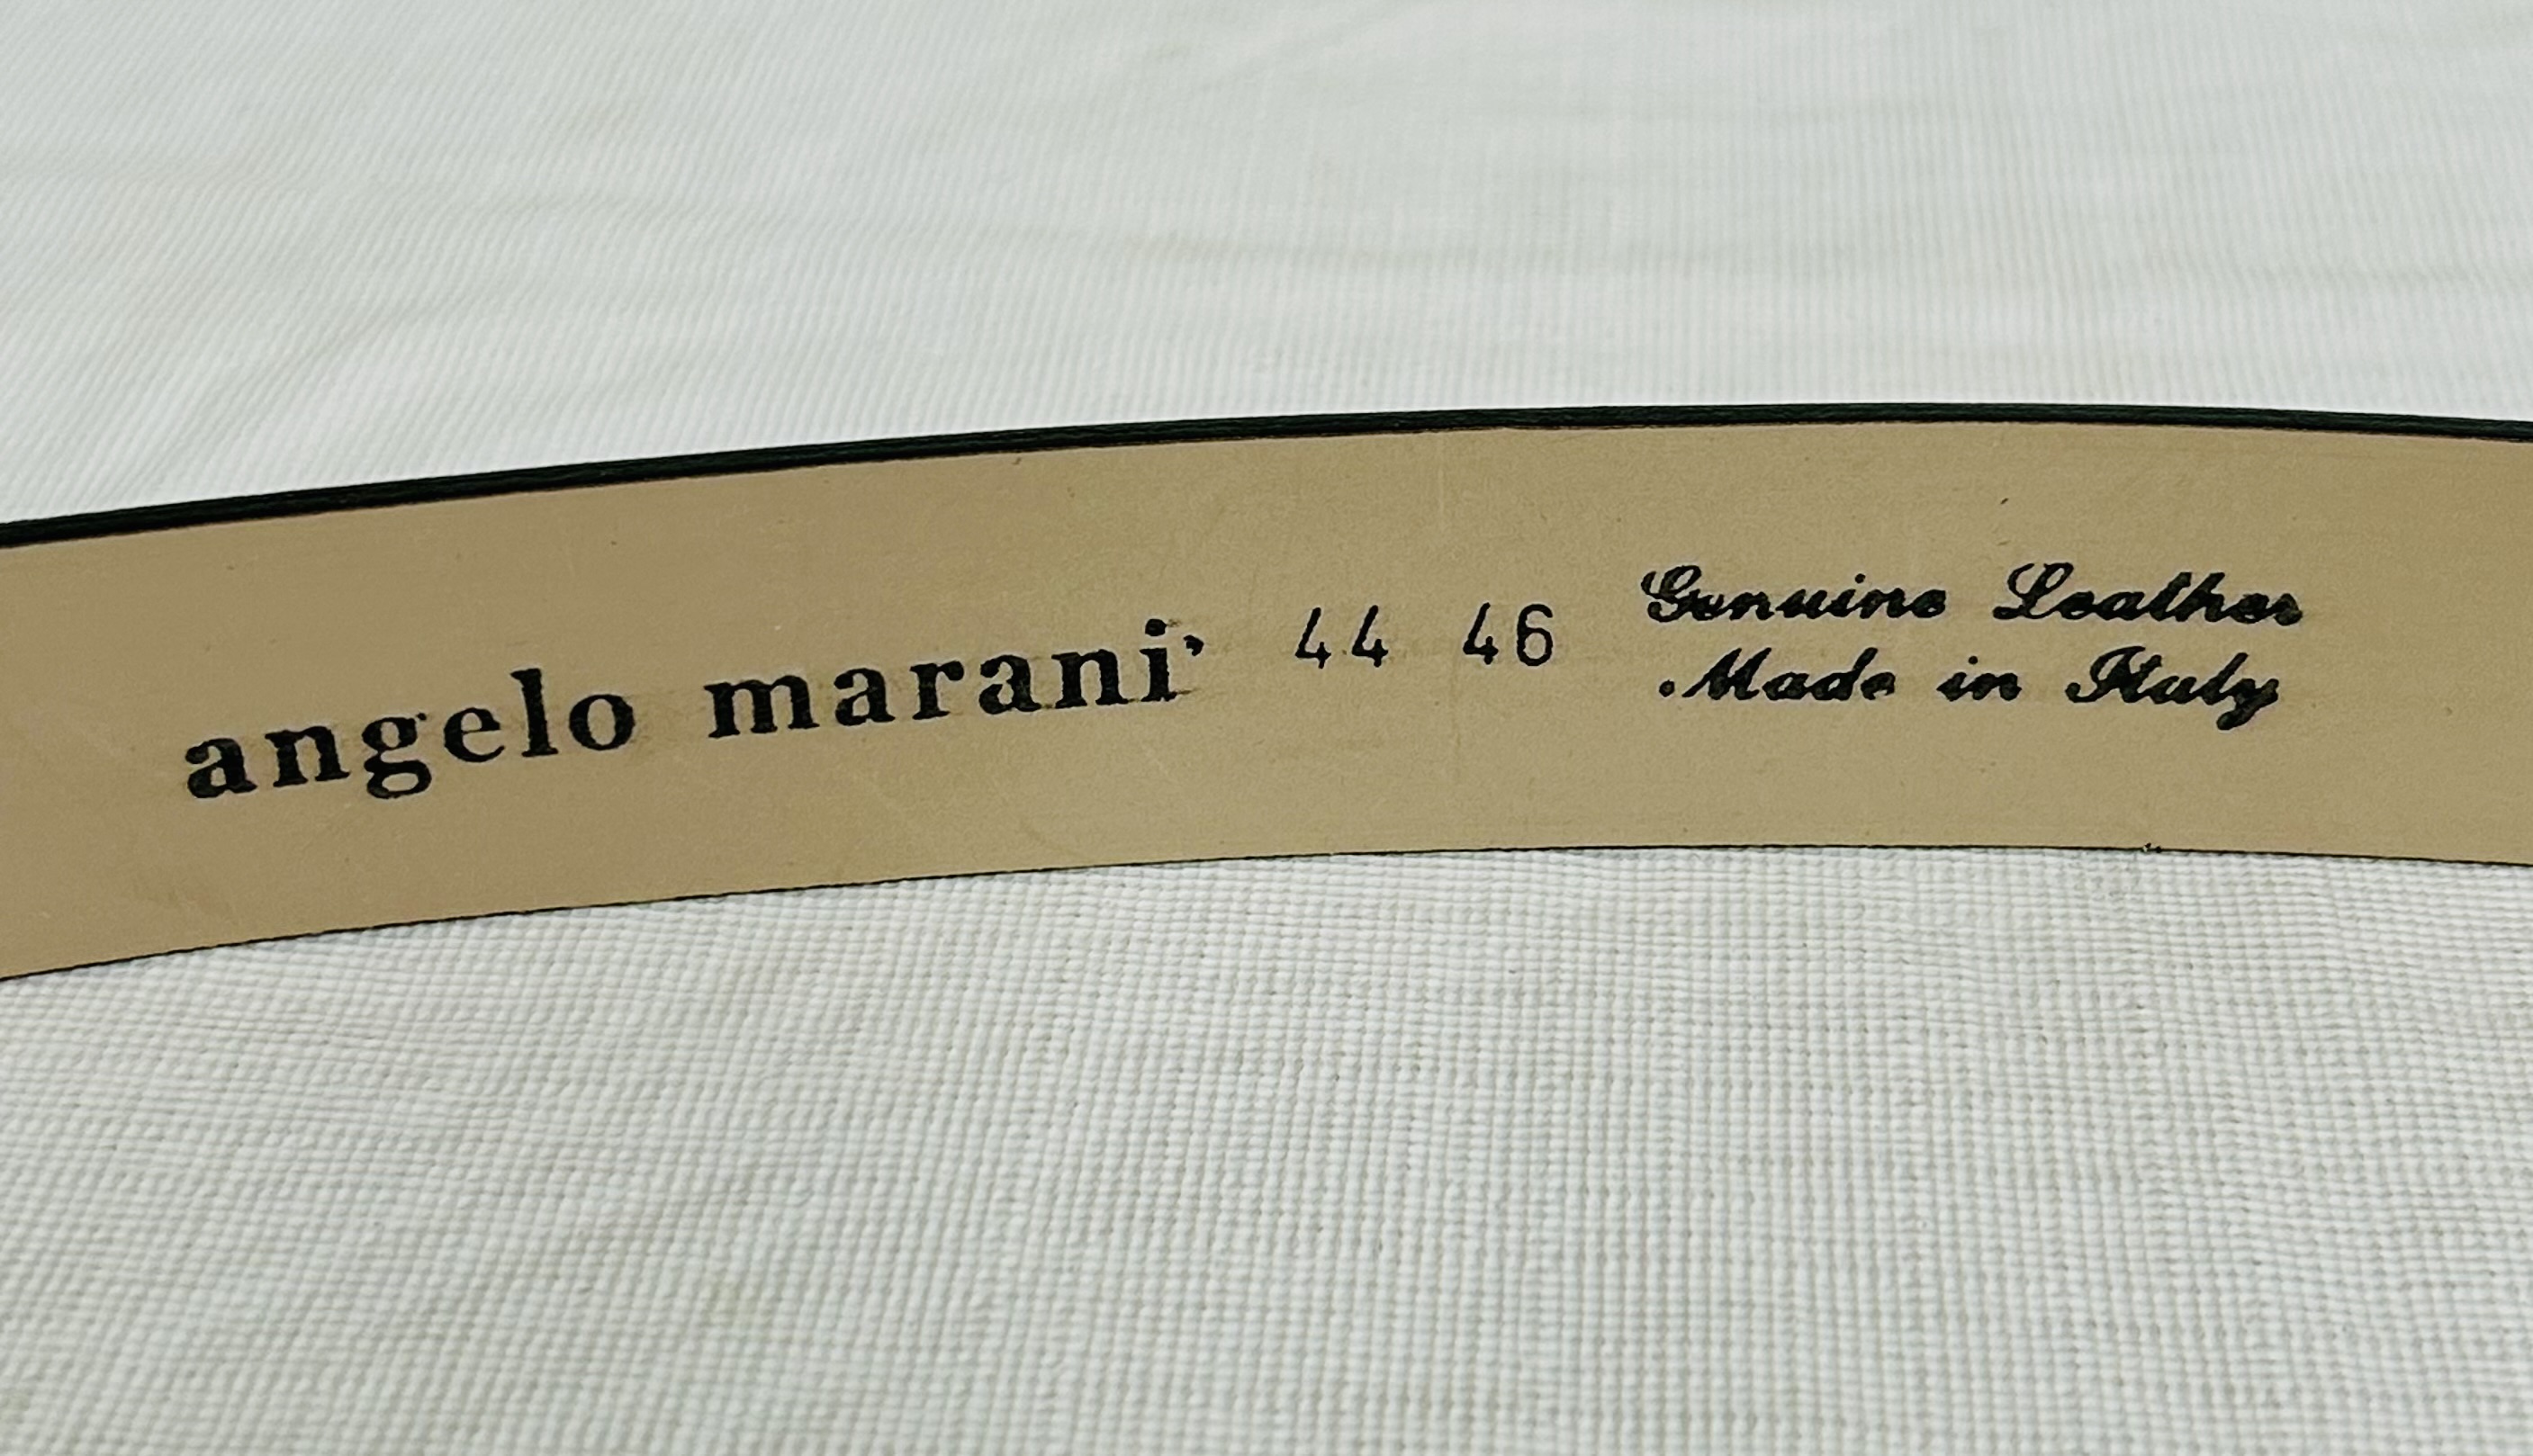 angelo marani’ 44 46
Genuine Leather
Made in Italy